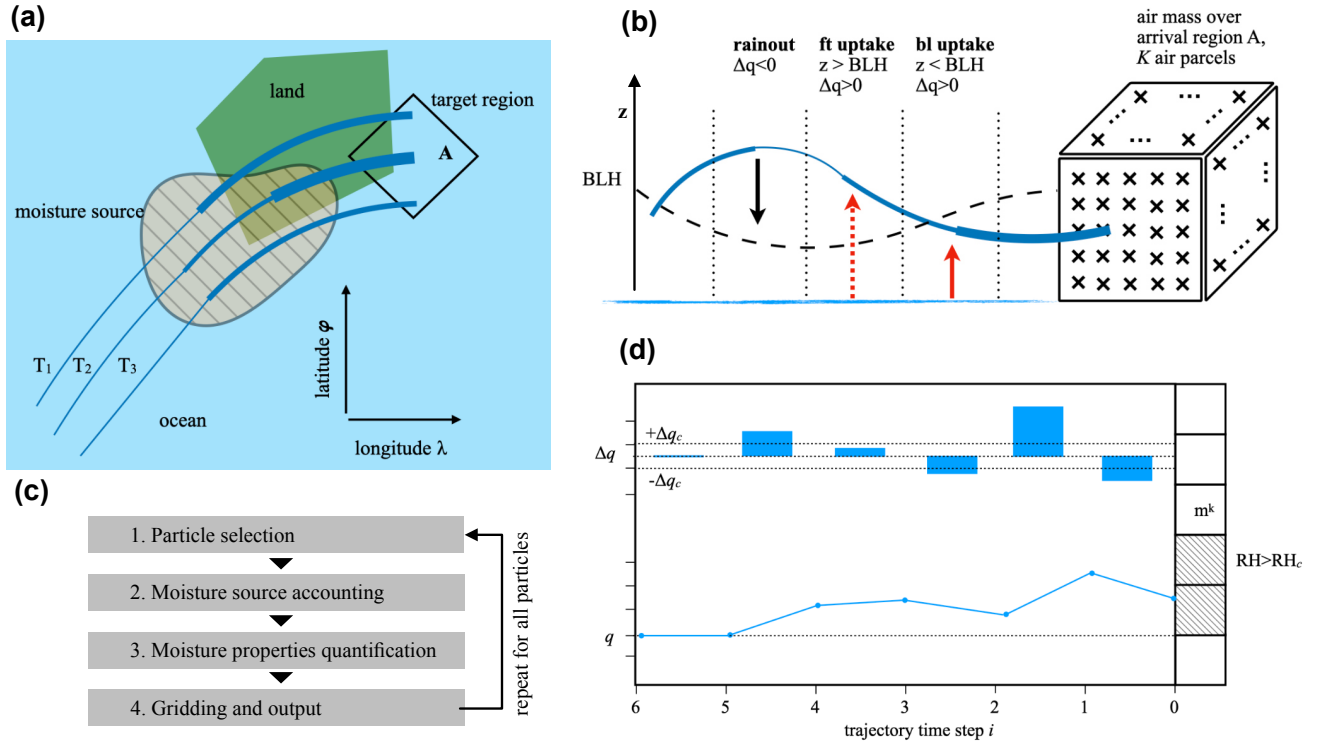 (a)
land
target region
A
moisture source
T1
T2
T3
latitude φ
longitude λ
ocean
(b)
rainout
Δq<0
ft uptake
z > BLH
Δq>0
bl uptake
z < BLH
Δq>0
air mass over
arrival region A,
K air parcels
z
BLH
(c)
1. Particle selection
2. Moisture source accounting
3. Moisture properties quantification
4. Gridding and output
repeat for all particles
(d)
+Δqc
Δq
-Δqc
mk
RH>RHc
q
6 5 4 3 2 1 0
trajectory time step i